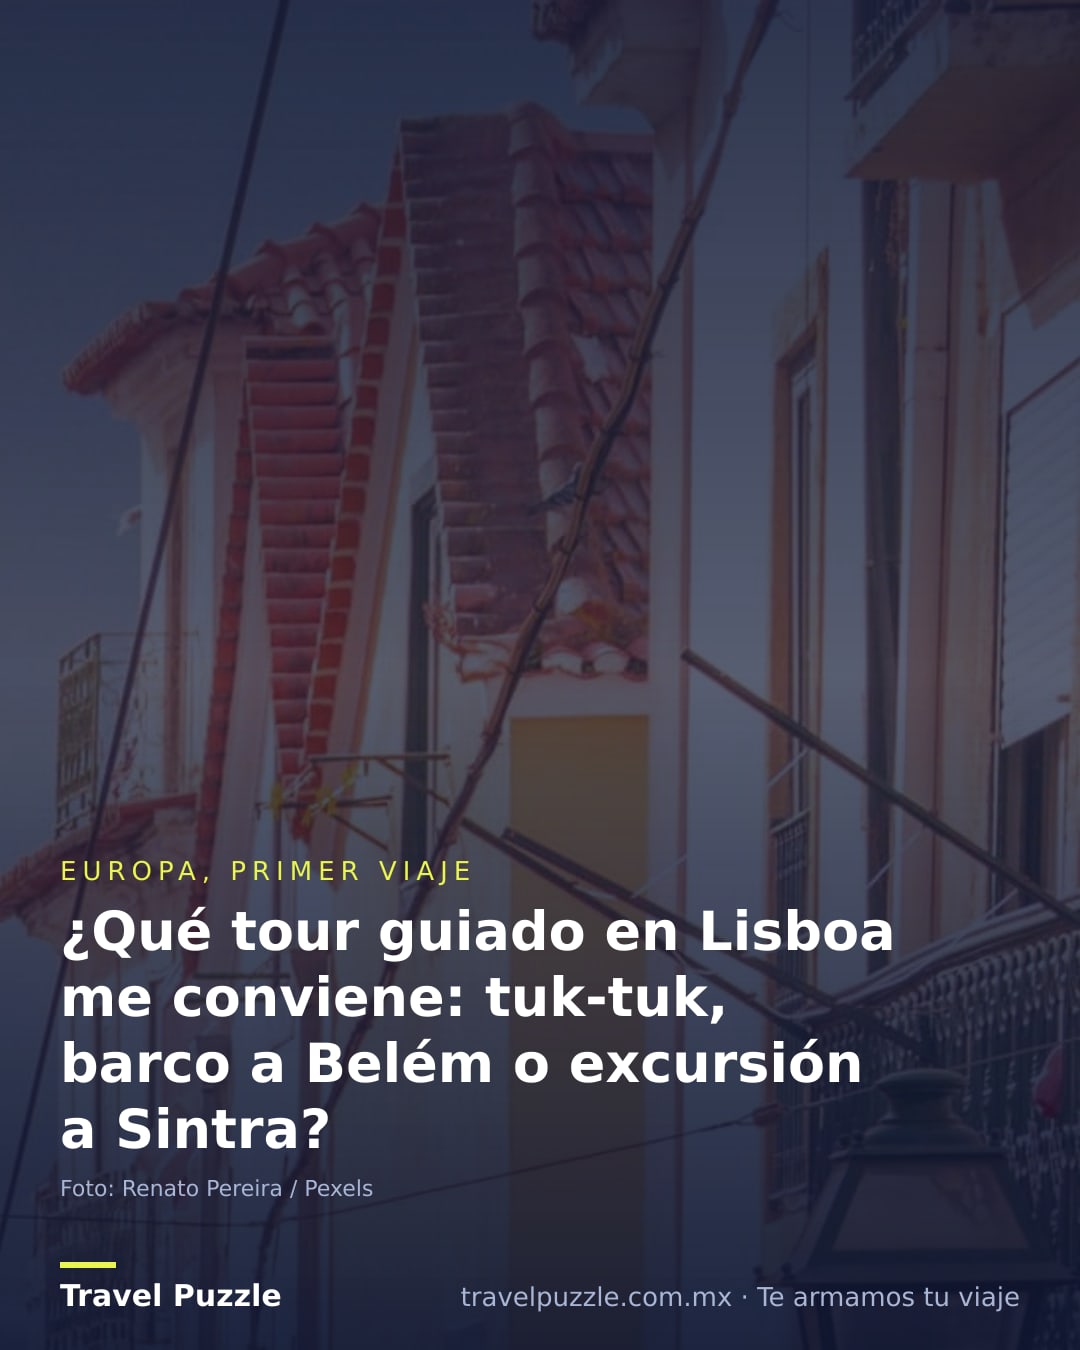 EUROPA, PRIMER VIAJE
¿Qué tour guiado en Lisboa
me conviene: tuk-tuk,
barco a Belém o excursión
a Sintra?
Foto: Renato Pereira / Pexels
Travel Puzzle
travelpuzzle.com.mx · Te armamos tu viaje